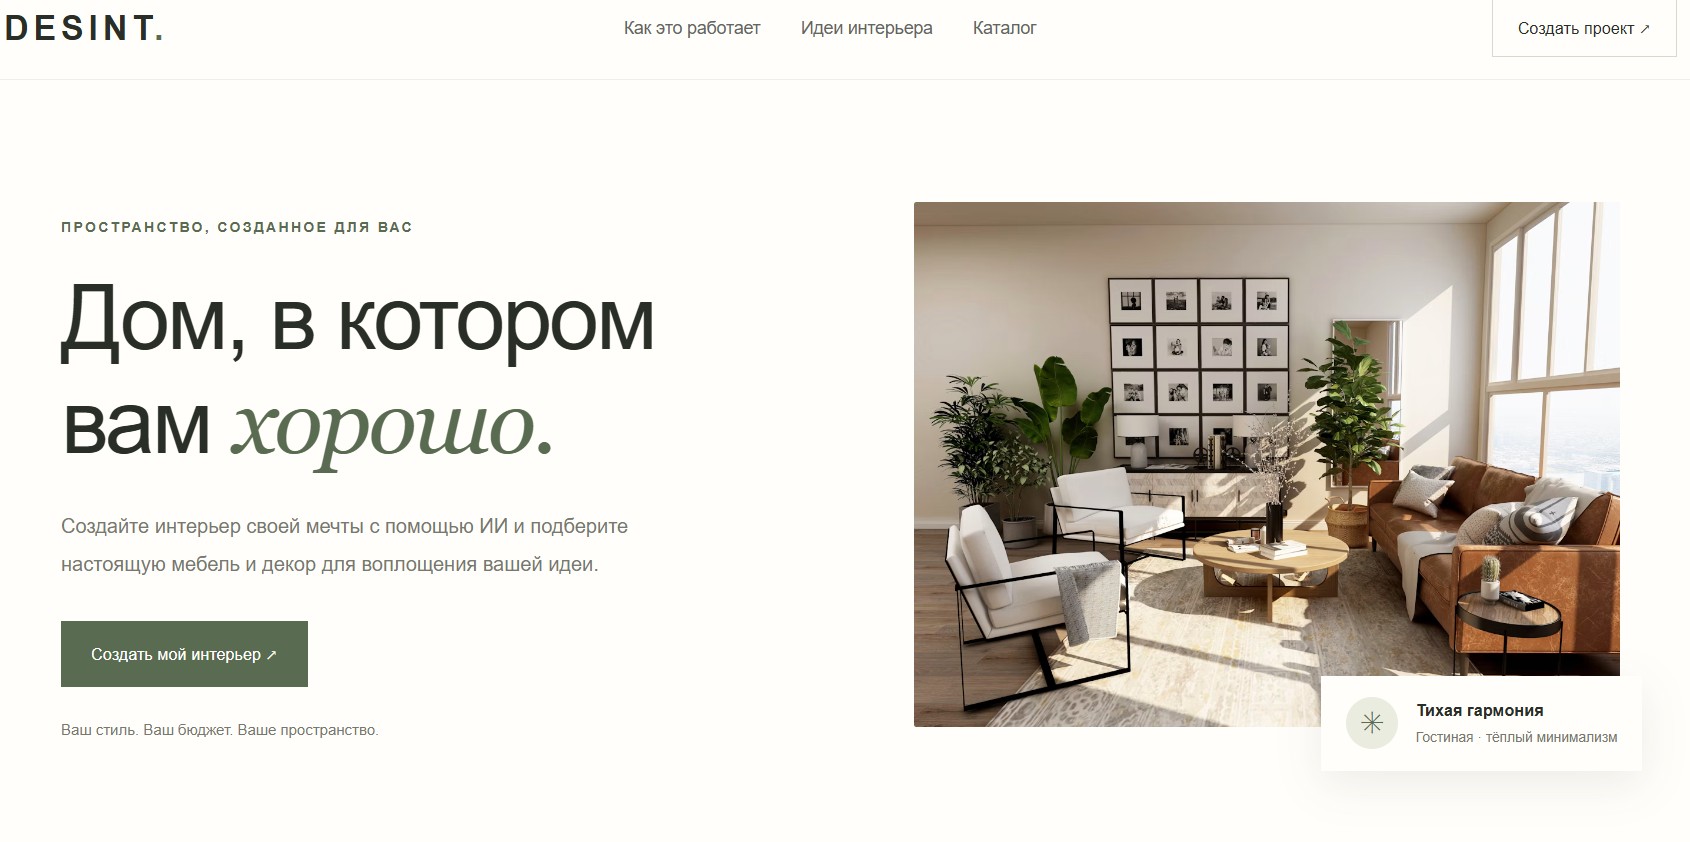 DESINT.
Как это работает
Идеи интерьера
Каталог
Создать проект ↗
ПРОСТРАНСТВО, СОЗДАННОЕ ДЛЯ ВАС
Дом, в котором
вам хорошо.
Создайте интерьер своей мечты с помощью ИИ и подберите
настоящую мебель и декор для воплощения вашей идеи.
Создать мой интерьер ↗
Ваш стиль. Ваш бюджет. Ваше пространство.
Тихая гармония
Гостиная · тёплый минимализм